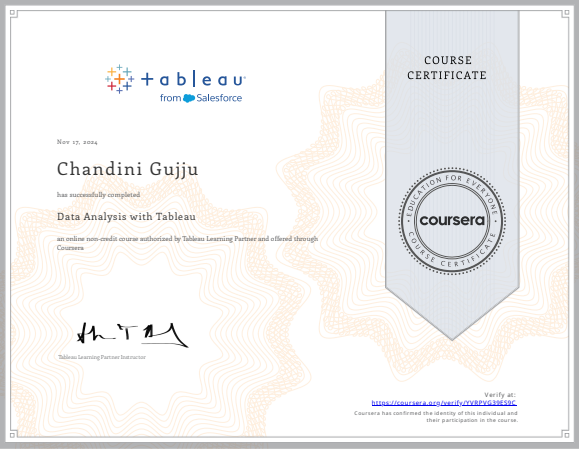 +ableau
from Salesforce
COURSE
CERTIFICATE
Nov 17, 2024
Chandini Gujju
has successfully completed
Data Analysis with Tableau
an online non-credit course authorized by Tableau Learning Partner and offered through
Coursera
EDUCATION FOR EVERYONE
coursera
COURSE CERTIFICATE
Tableau Learning Partner Instructor
Verify at:
https://coursera.org/verify/YVRPVG39ES9C
Coursera has confirmed the identity of this individual and
their participation in the course.